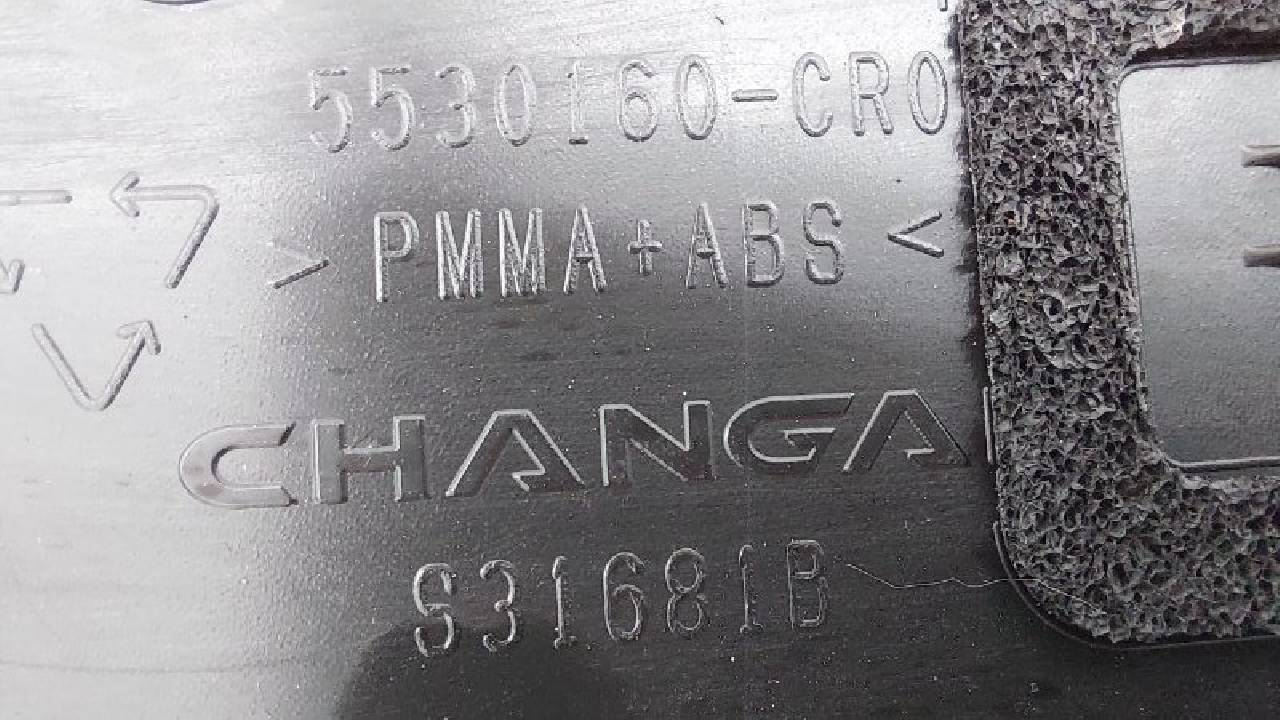 5530160-CR0
>PMMA+ABS<
CHANGA
S31681B